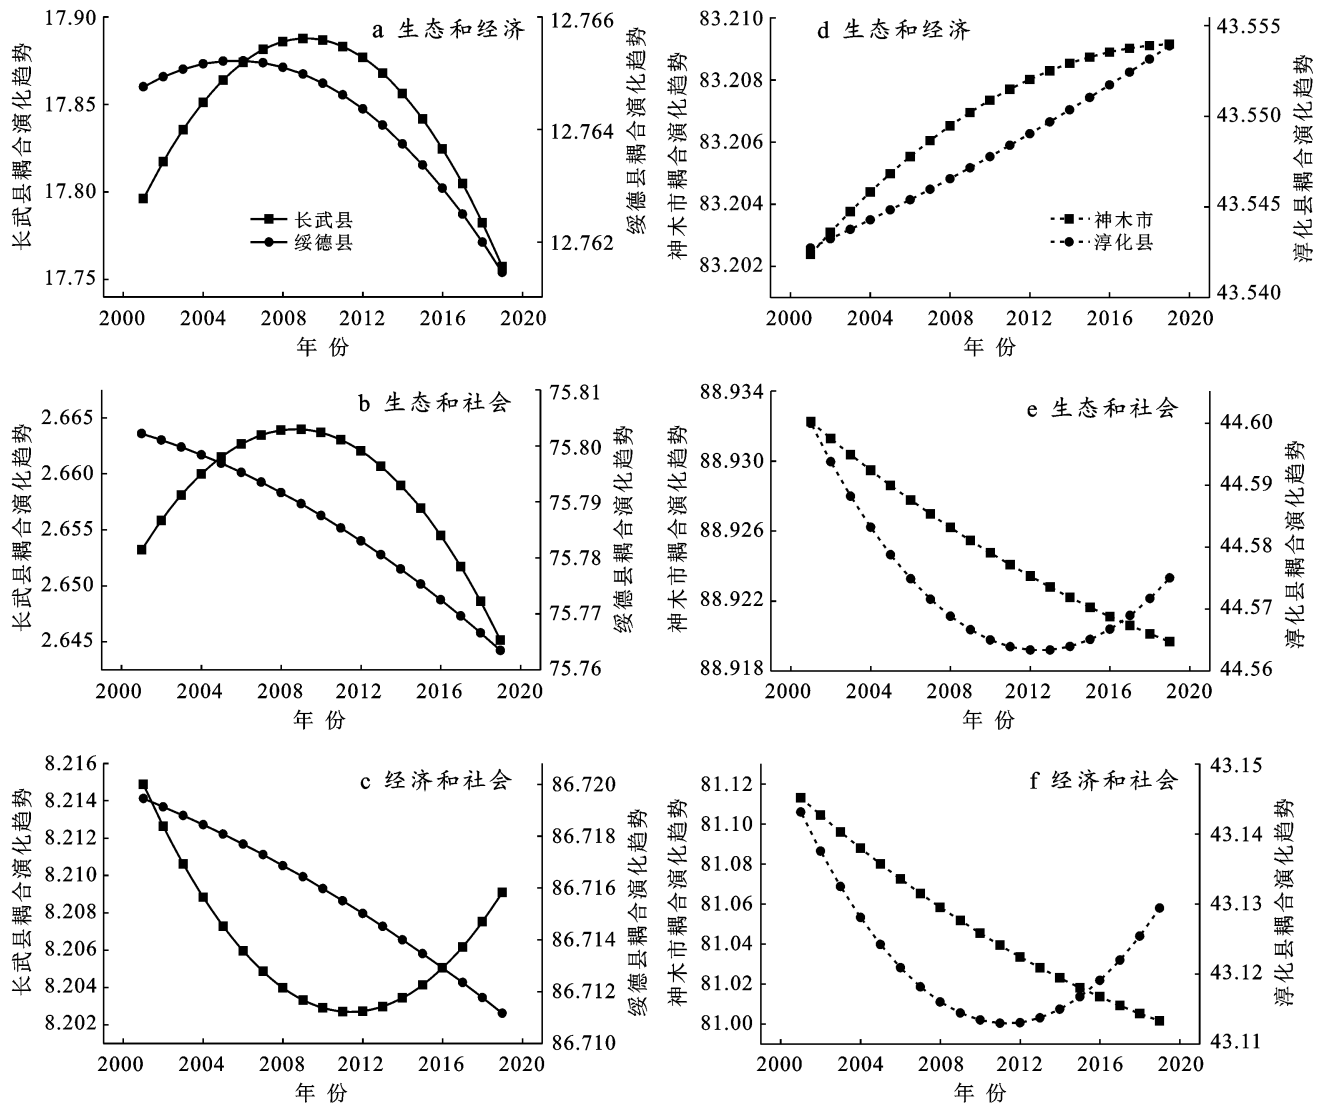 a 生态和经济
17.90
17.85
17.80
17.75
长武县耦合演化趋势
12.766
12.764
12.762
绥德县耦合演化趋势
长武县
绥德县
2000 2004 2008 2012 2016 2020
年 份
d 生态和经济
83.210
83.208
83.206
83.204
83.202
神木市耦合演化趋势
43.555
43.550
43.545
43.540
淳化县耦合演化趋势
神木市
淳化县
2000 2004 2008 2012 2016 2020
年 份
b 生态和社会
2.665
2.660
2.655
2.650
2.645
长武县耦合演化趋势
75.81
75.80
75.79
75.78
75.77
75.76
绥德县耦合演化趋势
2000 2004 2008 2012 2016 2020
年 份
e 生态和社会
88.934
88.930
88.926
88.922
88.918
神木市耦合演化趋势
44.60
44.59
44.58
44.57
44.56
淳化县耦合演化趋势
2000 2004 2008 2012 2016 2020
年 份
c 经济和社会
8.216
8.214
8.212
8.210
8.208
8.206
8.204
8.202
长武县耦合演化趋势
86.720
86.718
86.716
86.714
86.712
86.710
绥德县耦合演化趋势
2000 2004 2008 2012 2016 2020
年 份
f 经济和社会
81.12
81.10
81.08
81.06
81.04
81.02
81.00
神木市耦合演化趋势
43.15
43.14
43.13
43.12
43.11
淳化县耦合演化趋势
2000 2004 2008 2012 2016 2020
年 份